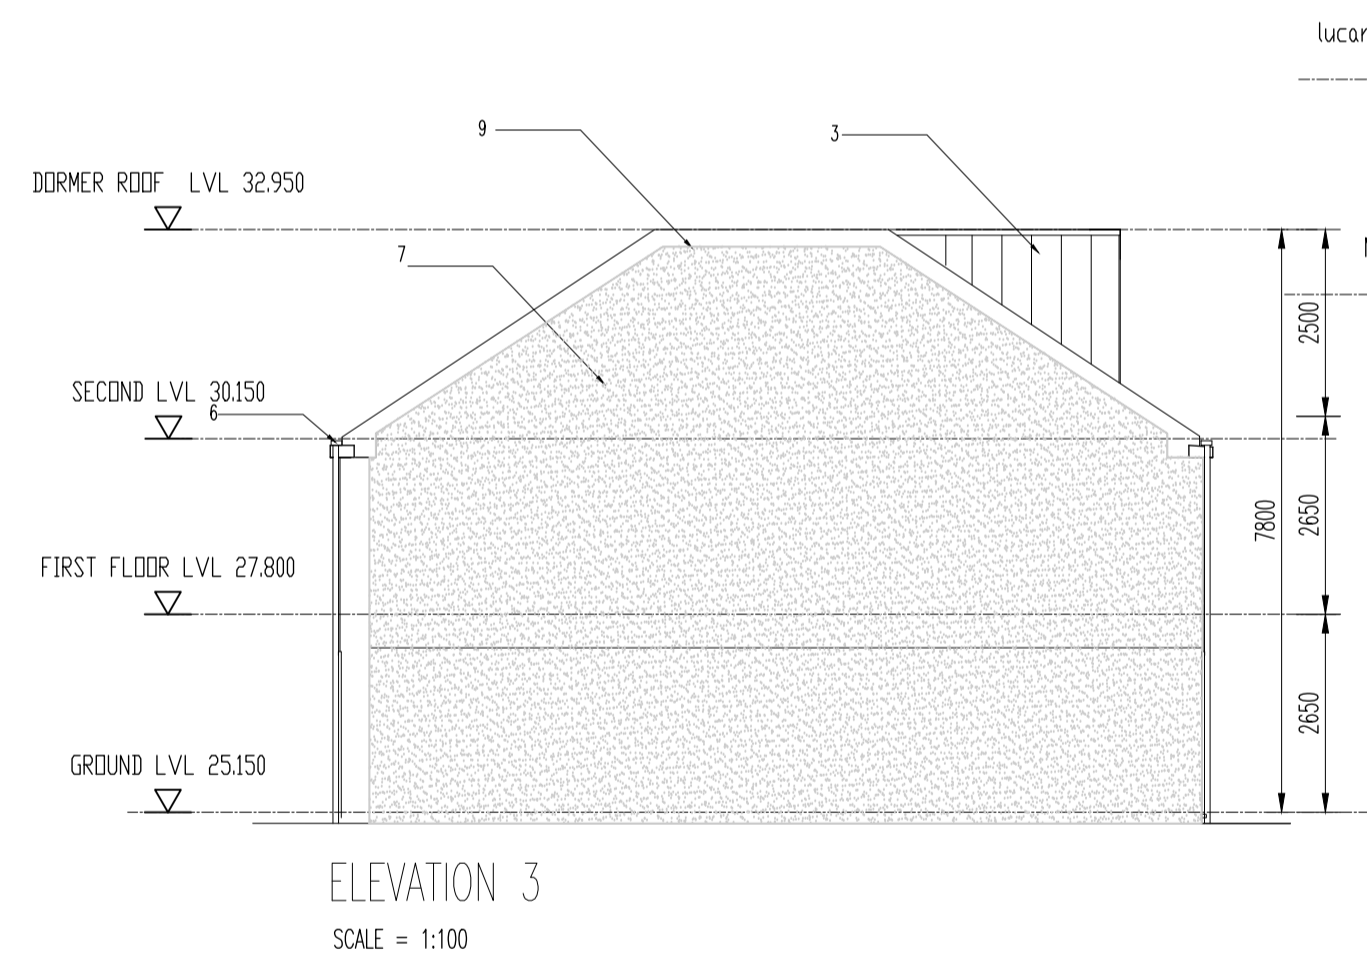 lucar
9
3
DORMER ROOF LVL 32.950
7
2500
SECOND LVL 30.150
6
7800
2650
FIRST FLOOR LVL 27.800
2650
GROUND LVL 25.150
ELEVATION 3
SCALE = 1:100